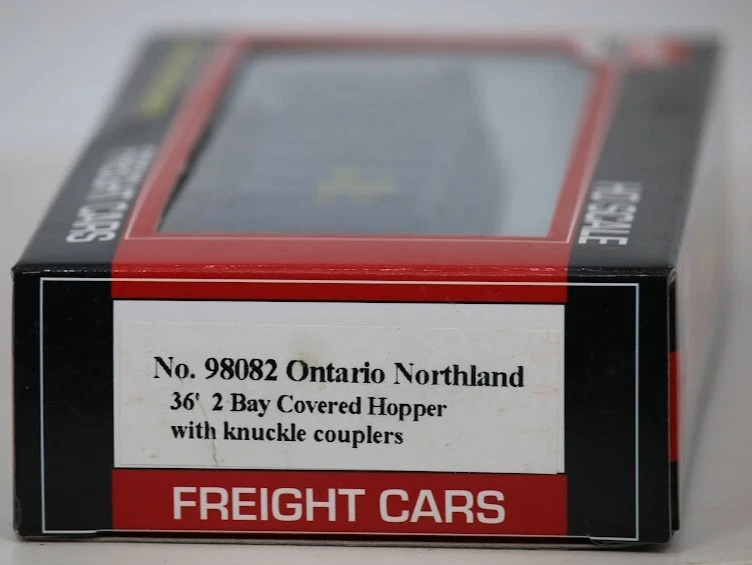 FREIGHT CARS
HO SCALE
No. 98082 Ontario Northland
36' 2 Bay Covered Hopper
with knuckle couplers
FREIGHT CARS